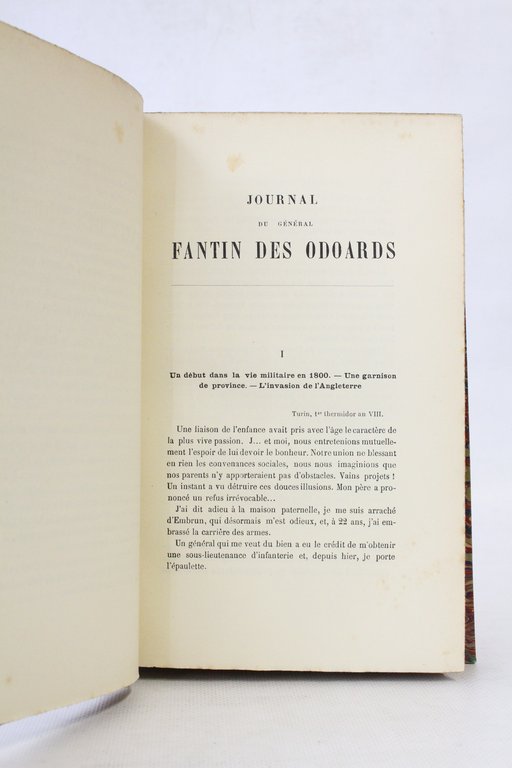 JOURNAL
DU GÉNÉRAL
FANTIN DES ODOARDS
I
Un début dans la vie militaire en 1800. — Une garnison
de province. — L'invasion de l'Angleterre
Turin, 1er thermidor an VIII.
Une liaison de l'enfance avait pris avec l'âge le caractère de
la plus vive passion. J... et moi, nous entretenions mutuelle-
ment l'espoir de lui devoir le bonheur. Notre union ne blessant
en rien les convenances sociales, nous nous imaginions que
nos parents n'y apporteraient pas d'obstacles. Vains projets !
Un instant a vu détruire ces douces illusions. Mon père a pro-
noncé un refus irrévocable...
J'ai dit adieu à la maison paternelle, je me suis arraché
d'Embrun, qui désormais m'est odieux, et, à 22 ans, j'ai em-
brassé la carrière des armes.
Un général qui me veut du bien a eu le crédit de m'obtenir
une sous-lieutenance d'infanterie et, depuis hier, je porte
l'épaulette.